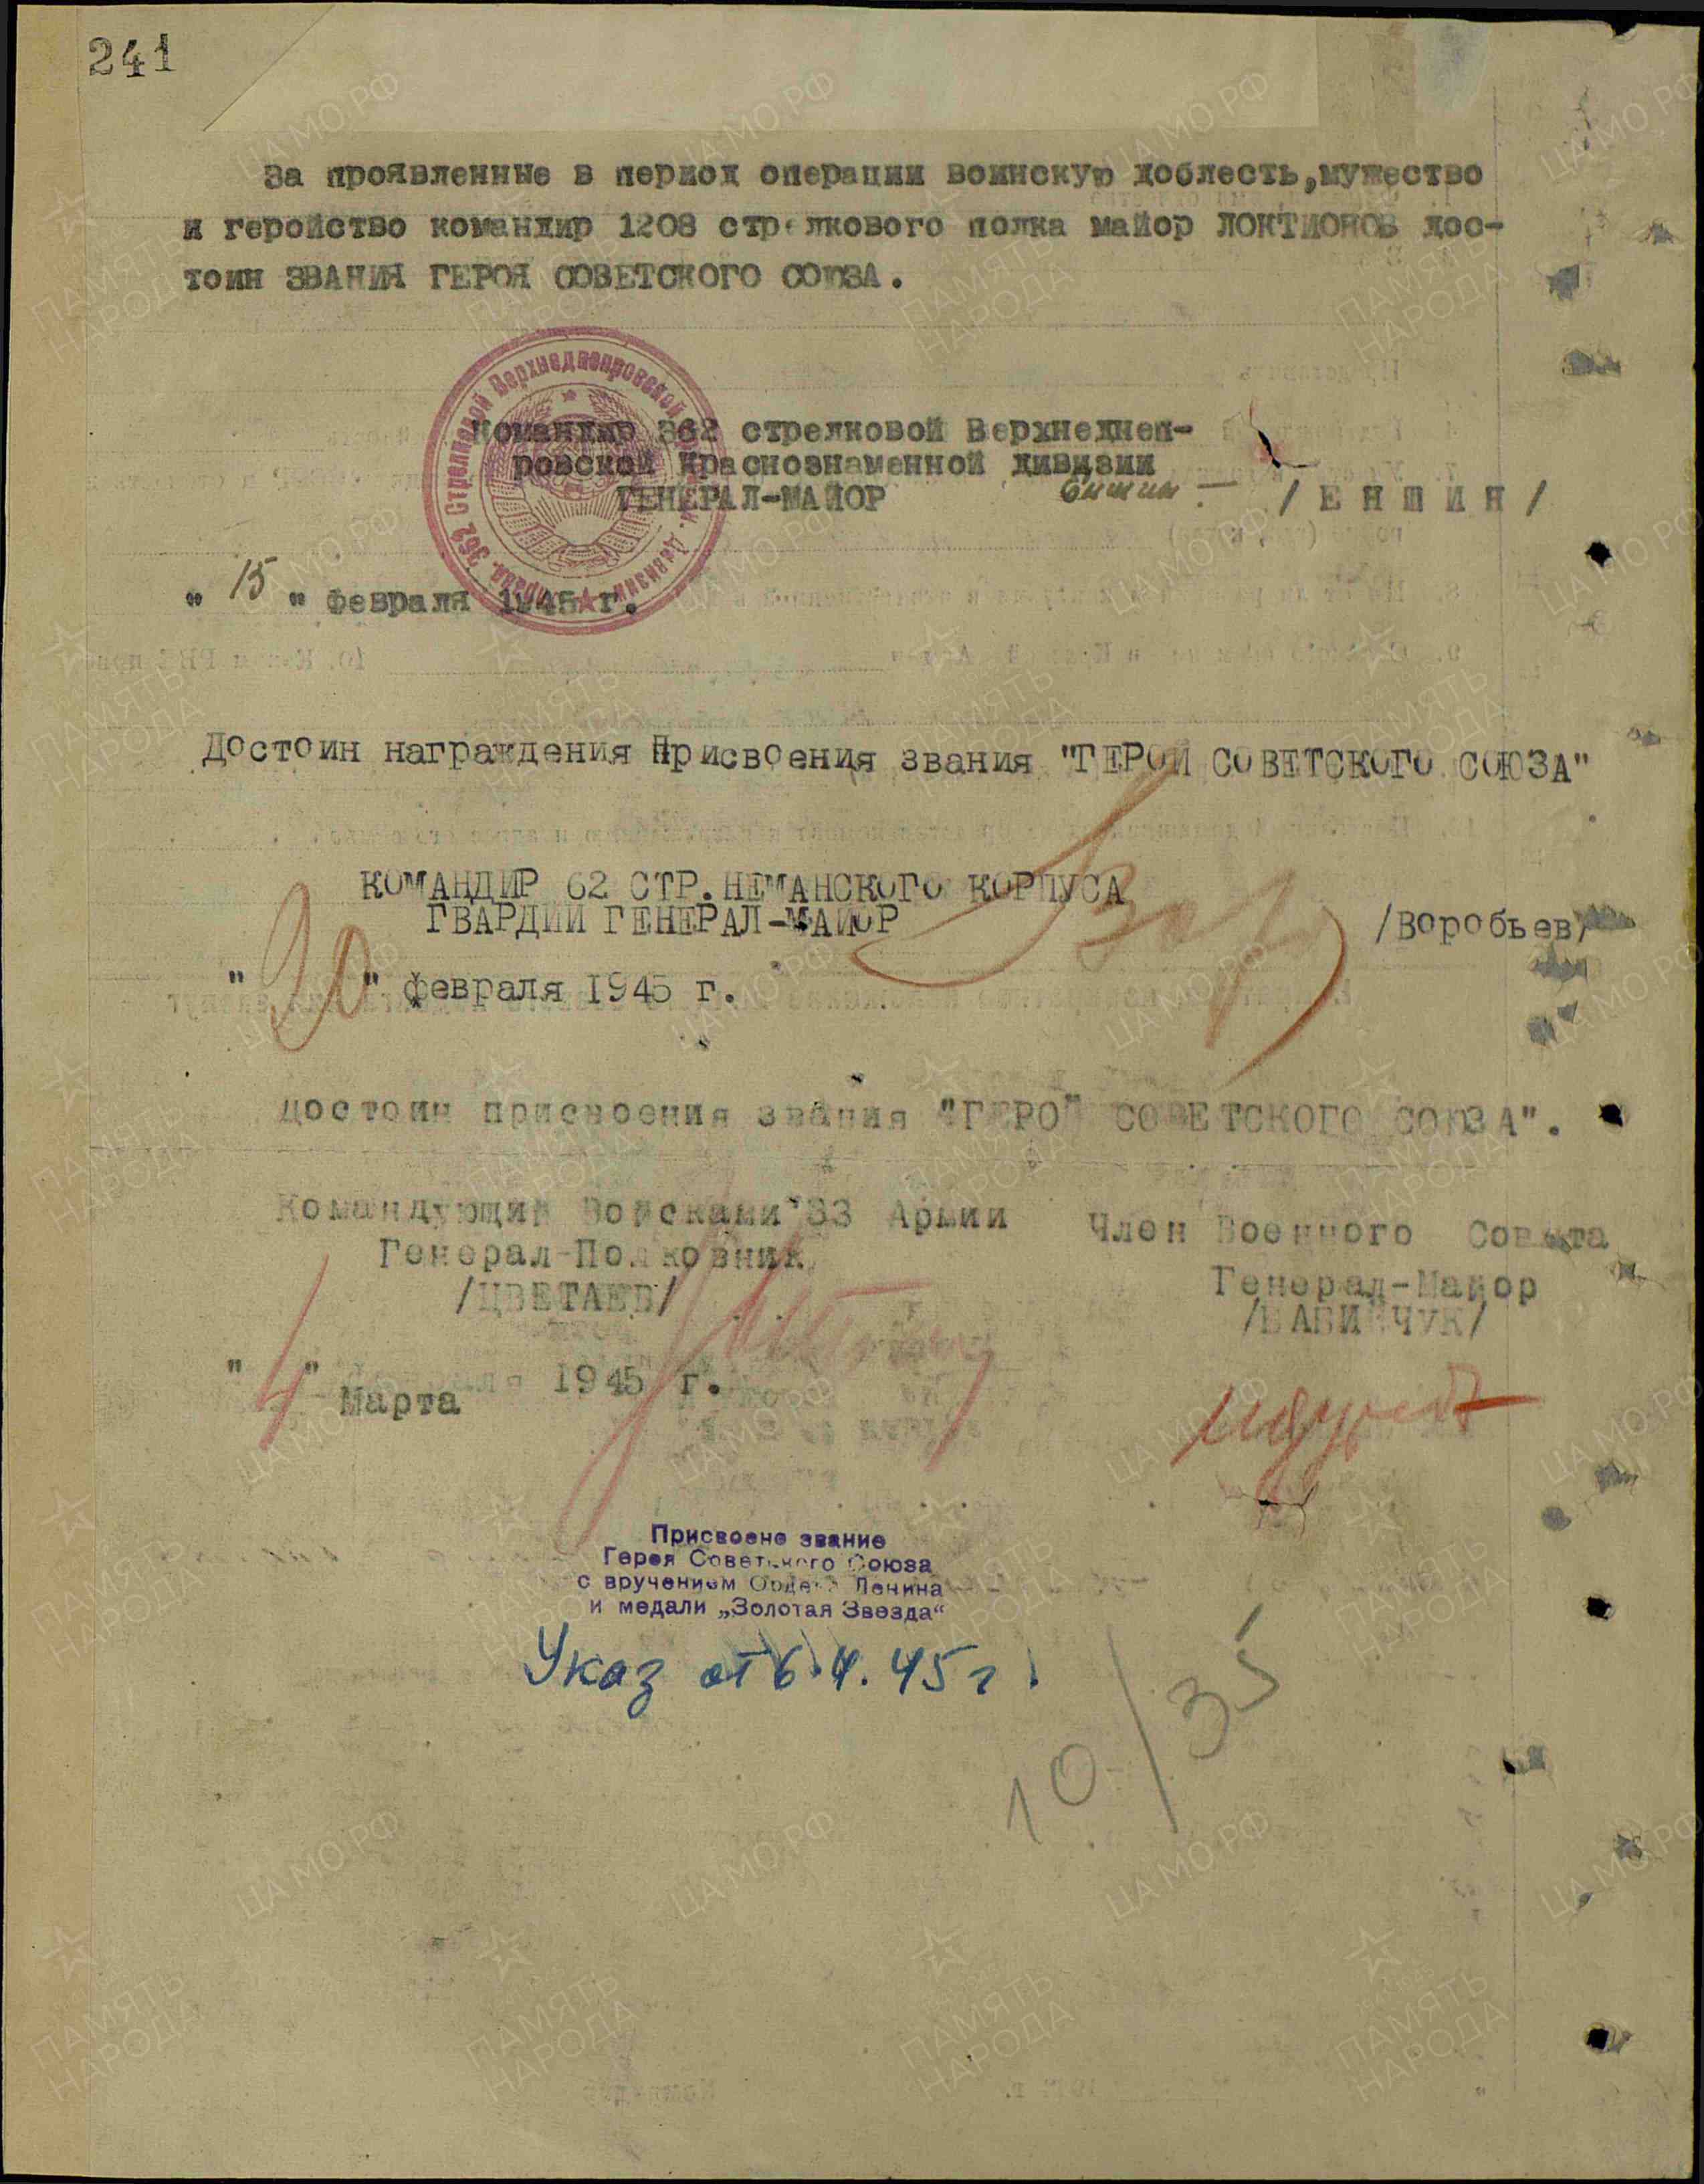 241
За проявленные в период операции воинскую доблесть,мужество
и геройство командир 1208 стрелкового полка майор ЛОКТИОНОВ дос-
тоин ЗВАНИЯ ГЕРОЯ СОВЕТСКОГО СОЮЗА.
Командир 362 стрелковой Верхнеднеп-
ровской Краснознаменной дивизии
ГЕНЕРАЛ-МАЙОР /ЕНШИН/
"15" февраля 1945 г.
Достоин награждения Присвоения звания "ГЕРОЙ СОВЕТСКОГО СОЮЗА"
КОМАНДИР 62 СТР.НЕМАНСКОГО КОРПУСА
ГВАРДИИ ГЕНЕРАЛ-МАЙОР /Воробьев/
"20" февраля 1945 г.
достоин присвоения звания "ГЕРОЙ СОВЕТСКОГО СОЮЗА".
Командующий Войсками 33 Армии Член Военного Совета
Генерал-Полковник Генерал-Майор
/ЦВЕТАЕВ/ /БАБИЙЧУК/
"4" Марта 1945 г.
Присвоено звание
Героя Советского Союза
с вручением Ордена Ленина
и медали „Золотая Звезда“
Указ от 6.4.45 г.
10/35